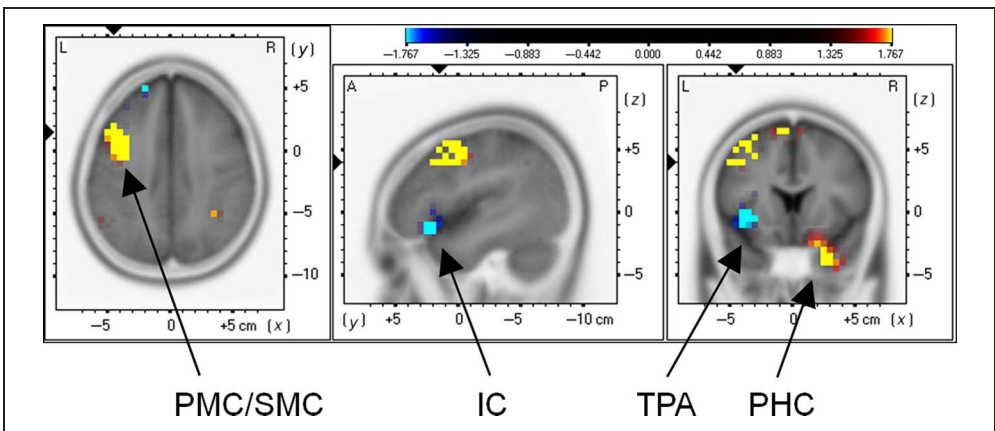 −1.767 −1.325 −0.883 −0.442 0.000 0.442 0.883 1.325 1.767
L R (y)
+5
0
−5
−10
−5 0 +5 cm (x)
A P (z)
+5
0
−5
(y) +5 0 −5 −10 cm
L R (z)
+5
0
−5
−5 0 +5 cm (x)
PMC/SMC IC TPA PHC